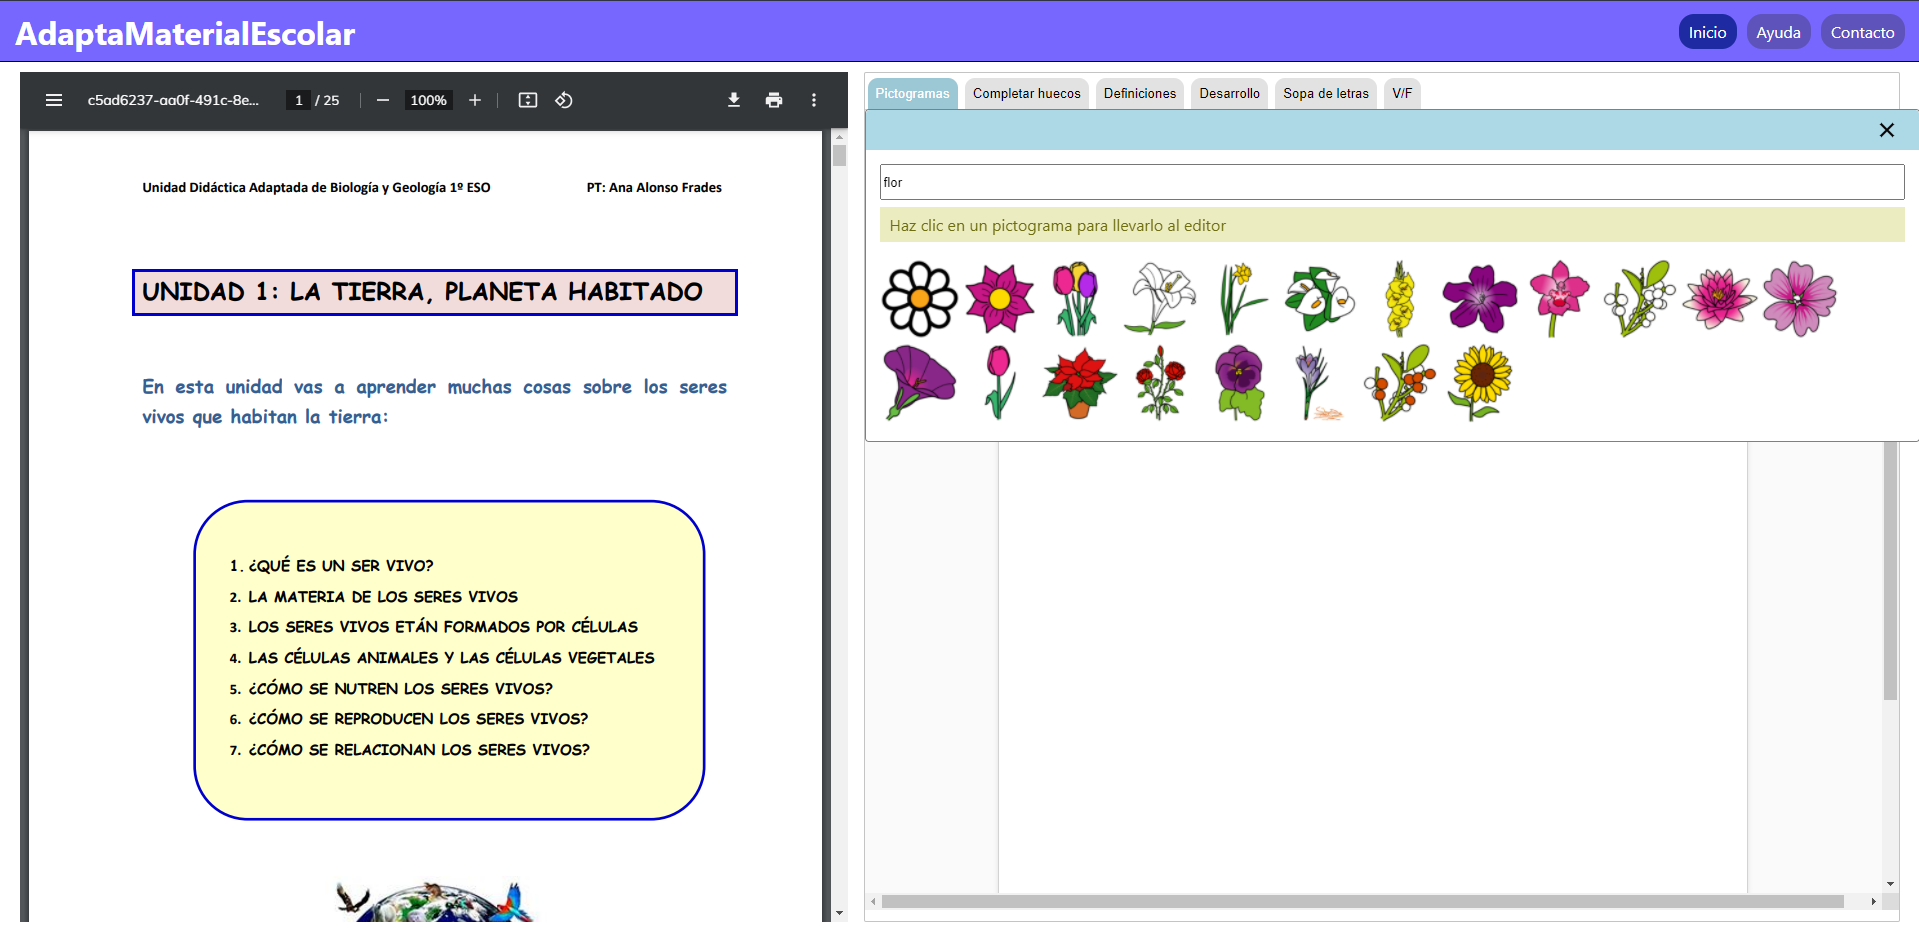 AdaptaMaterialEscolar
Inicio Ayuda Contacto
c5ad6237-aa0f-491c-8e... 1 / 25 100%
Unidad Didáctica Adaptada de Biología y Geología 1º ESO PT: Ana Alonso Frades
UNIDAD 1: LA TIERRA, PLANETA HABITADO
En esta unidad vas a aprender muchas cosas sobre los seres
vivos que habitan la tierra:
1. ¿QUÉ ES UN SER VIVO?
2. LA MATERIA DE LOS SERES VIVOS
3. LOS SERES VIVOS ETÁN FORMADOS POR CÉLULAS
4. LAS CÉLULAS ANIMALES Y LAS CÉLULAS VEGETALES
5. ¿CÓMO SE NUTREN LOS SERES VIVOS?
6. ¿CÓMO SE REPRODUCEN LOS SERES VIVOS?
7. ¿CÓMO SE RELACIONAN LOS SERES VIVOS?
Pictogramas Completar huecos Definiciones Desarrollo Sopa de letras V/F
flor
Haz clic en un pictograma para llevarlo al editor